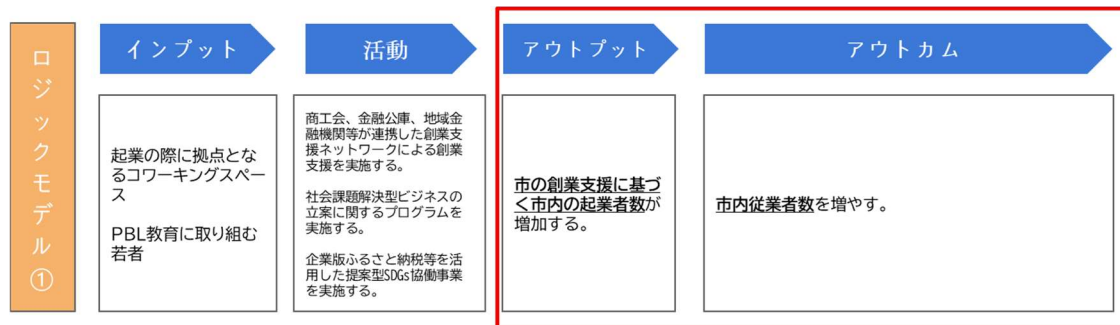 ロジックモデル①
インプット
活動
アウトプット
アウトカム
起業の際に拠点とな
るコワーキングスペー
ス
PBL教育に取り組む
若者
商工会、金融公庫、地域金
融機関等が連携した創業支
援ネットワークによる創業
支援を実施する。
社会課題解決型ビジネスの
立案に関するプログラムを
実施する。
企業版ふるさと納税等を活
用した提案型SDGs協働事業
を実施する。
市の創業支援に基づ
く市内の起業者数が
増加する。
市内従業者数を増やす。